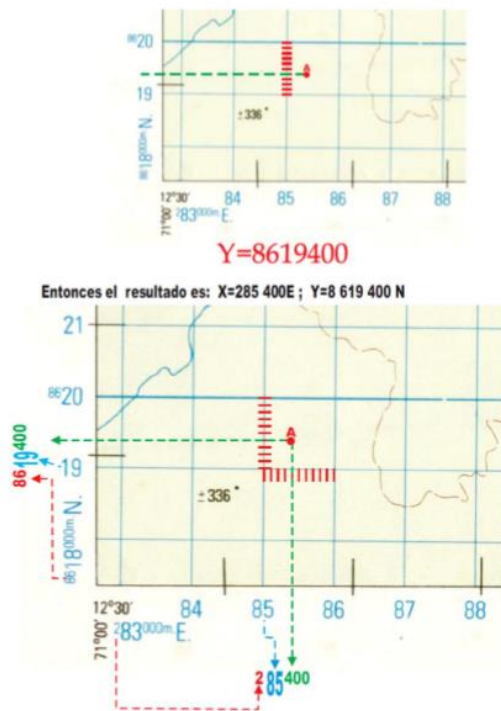 8620
A
19
±336°
8618000m N.
84 85 86 87 88
12°30'
283000m E.
71°00'
Y=8619400
Entonces el resultado es: X=285 400E ; Y=8 619 400 N
21
8620
A
8619400
19
±336°
8618000m N.
12°30' 84 85 86 87 88
283000m E.
71°00'
285400